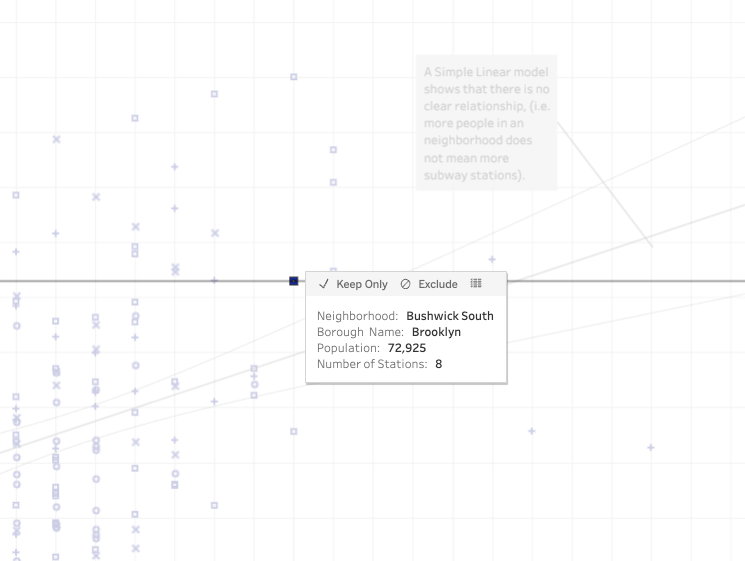 A Simple Linear model
shows that there is no
clear relationship, (i.e.
more people in an
neighborhood does
not mean more
subway stations).
Keep Only Exclude
Neighborhood: Bushwick South
Borough Name: Brooklyn
Population: 72,925
Number of Stations: 8